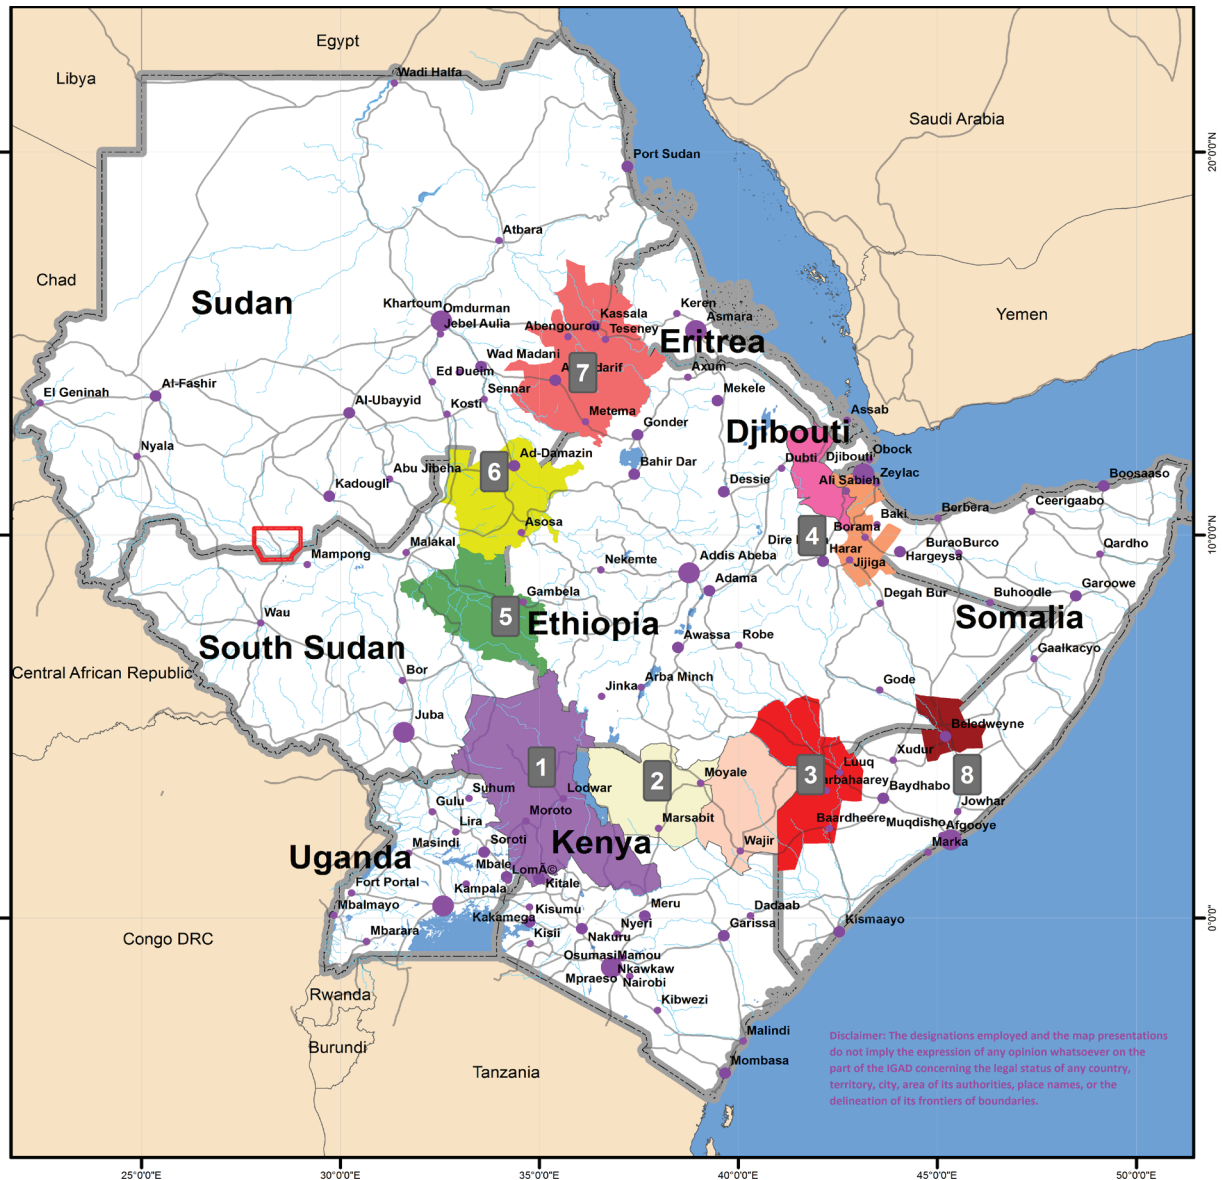 Egypt
Libya
Wadi Halfa
Saudi Arabia
20°0'0"N
Port Sudan
Atbara
Chad
Sudan
Khartoum
Omdurman
Jebel Aulia
Kassala
Abengourou
Teseney
Keren
Asmara
Eritrea
Yemen
Wad Madani
7
Ed Dueim
Axum
El Geninah
Al-Fashir
Sennar
Mekele
Al-Ubayyid
Kosti
Metema
Gonder
Assab
Djibouti
Nyala
Abu Jibeha
6
Ad-Damazin
Bahir Dar
Dubti
Djibouti
Obock
Zeylac
Boosaaso
Kadougli
Dessie
Ali Sabieh
Ceerigaabo
Berbera
Baki
Asosa
Borama
10°0'0"N
Malakal
Mampong
4
Harar
BuraoBurco
Hargeysa
Qardho
Nekemte
Addis Abeba
Jijiga
Adama
Garoowe
Gambela
Degah Bur
Buhoodle
Wau
5
Ethiopia
Somalia
South Sudan
Awassa
Robe
Gaalkacyo
Central African Republic
Bor
Jinka
Arba Minch
Gode
Juba
Beledweyne
Xudur
1
2
3
Luuq
8
Moyale
arbahaarey
Baydhabo
Suhum
Lodwar
Gulu
Moroto
Jowhar
Lira
Marsabit
Baardheere
Muqdisho
Afgooye
Masindi
Soroti
Kenya
Wajir
Marka
Uganda
Mbale
LomÃ©
Fort Portal
Kampala
Kitale
Mbalmayo
Kakamega
Kisumu
Meru
Dadaab
Kismaayo
0°0'0"
Congo DRC
Mbarara
Kisii
Nyeri
Garissa
Nakuru
Osumasi
Mamou
Nkawkaw
Mpraeso
Nairobi
Rwanda
Kibwezi
Burundi
Malindi
Tanzania
Mombasa
Disclaimer: The designations employed and the map presentations
do not imply the expression of any opinion whatsoever on the
part of the IGAD concerning the legal status of any country,
territory, city, area of its authorities, place names, or the
delineation of its frontiers of boundaries.
25°0'0"E
30°0'0"E
35°0'0"E
40°0'0"E
45°0'0"E
50°0'0"E